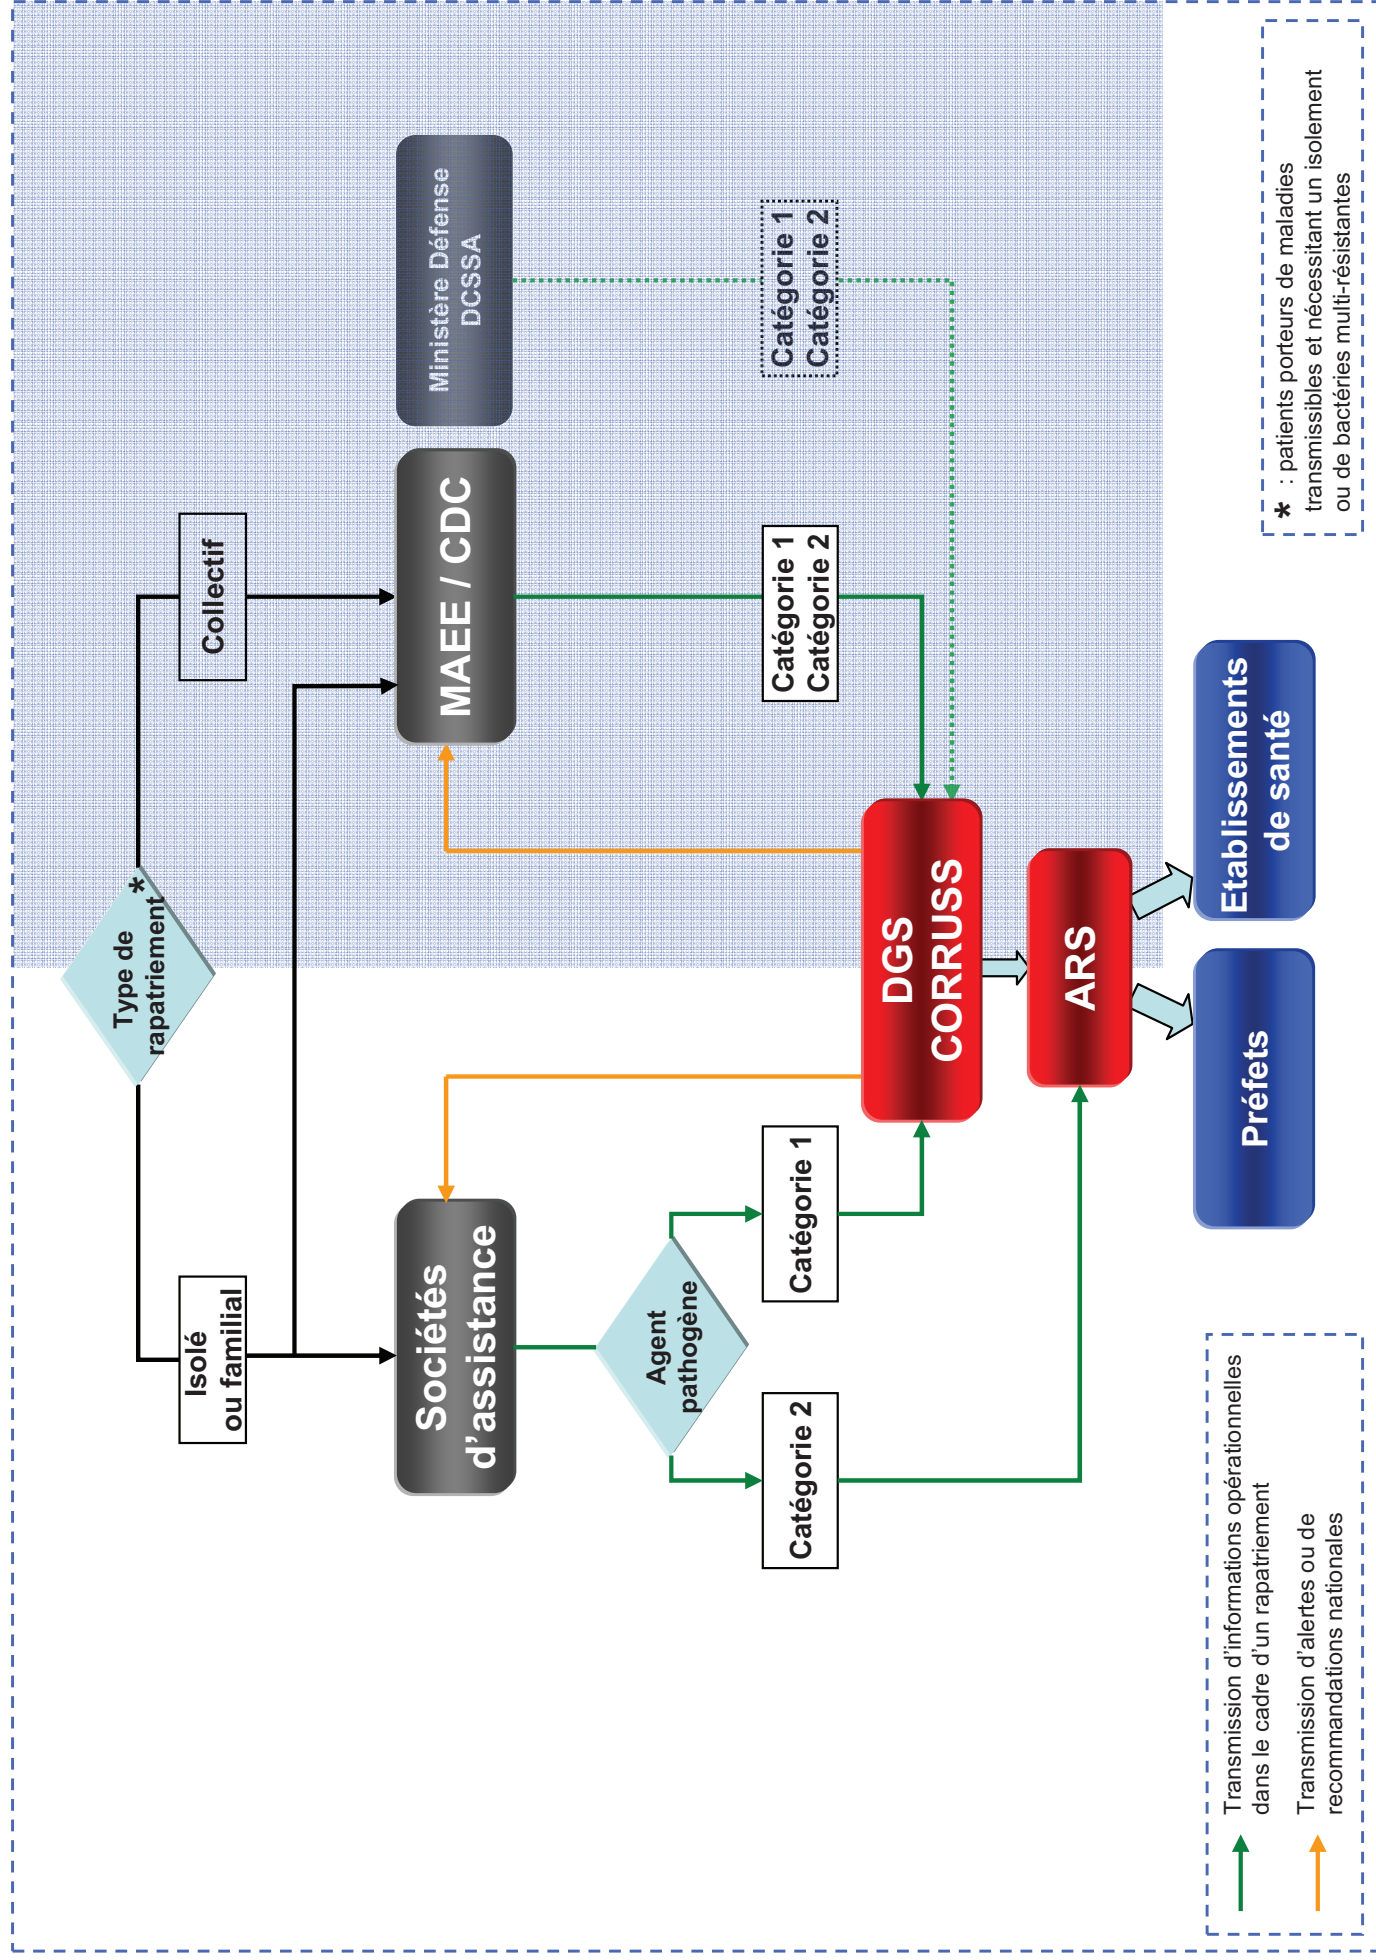 Type de
rapatriement *
Isolé
ou familial
Collectif
Sociétés
d’assistance
MAEE / CDC
Ministère Défense
DCSSA
Agent
pathogène
Catégorie 2
Catégorie 1
Catégorie 1
Catégorie 2
Catégorie 1
Catégorie 2
DGS
CORRUSS
ARS
Préfets
Etablissements
de santé
Transmission d’informations opérationnelles
dans le cadre d’un rapatriement
Transmission d’alertes ou de
recommandations nationales
* : patients porteurs de maladies
transmissibles et nécessitant un isolement
ou de bactéries multi-résistantes